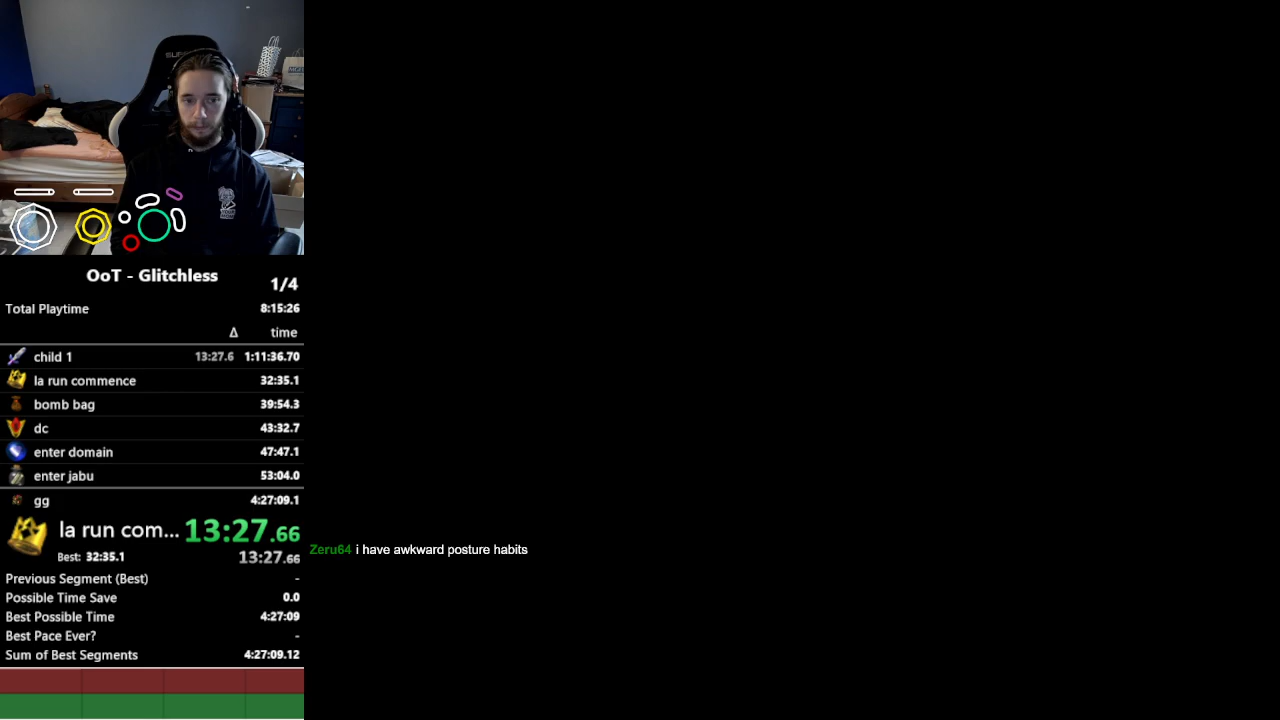 OoT - Glitchless
1/4
Total Playtime 8:15:26
Δ time
child 1 13:27.6 1:11:36.70
la run commence 32:35.1
bomb bag 39:54.3
dc 43:32.7
enter domain 47:47.1
enter jabu 53:04.0
gg 4:27:09.1
la run com... 13:27.66
Best: 32:35.1 13:27.66
Zeru64 i have awkward posture habits
Previous Segment (Best) -
Possible Time Save 0.0
Best Possible Time 4:27:09
Best Pace Ever? -
Sum of Best Segments 4:27:09.12